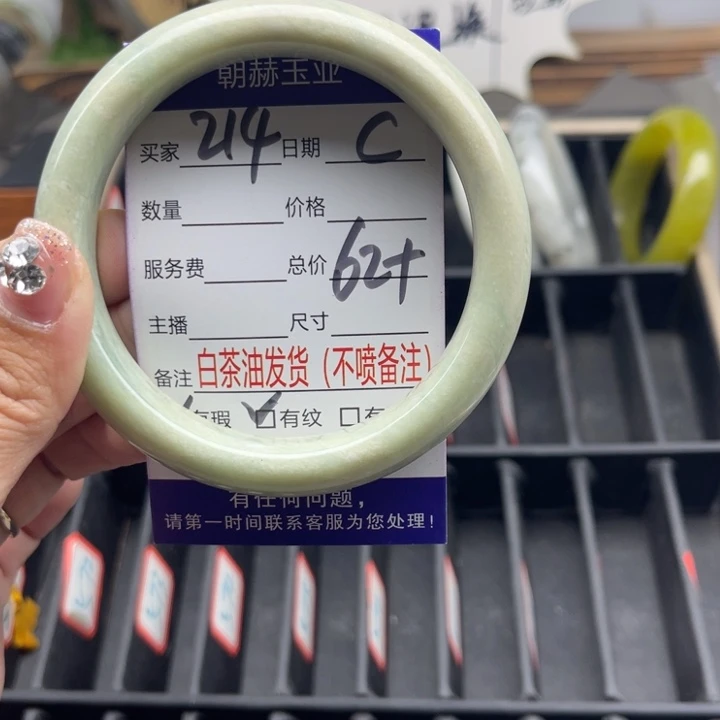 朝赫玉业
买家 214 日期 C
数量 价格
服务费 总价 62+
主播 尺寸
备注 白茶油发货（不喷备注）
有瑕 有纹 有
有任何问题，
请第一时间联系客服为您处理！